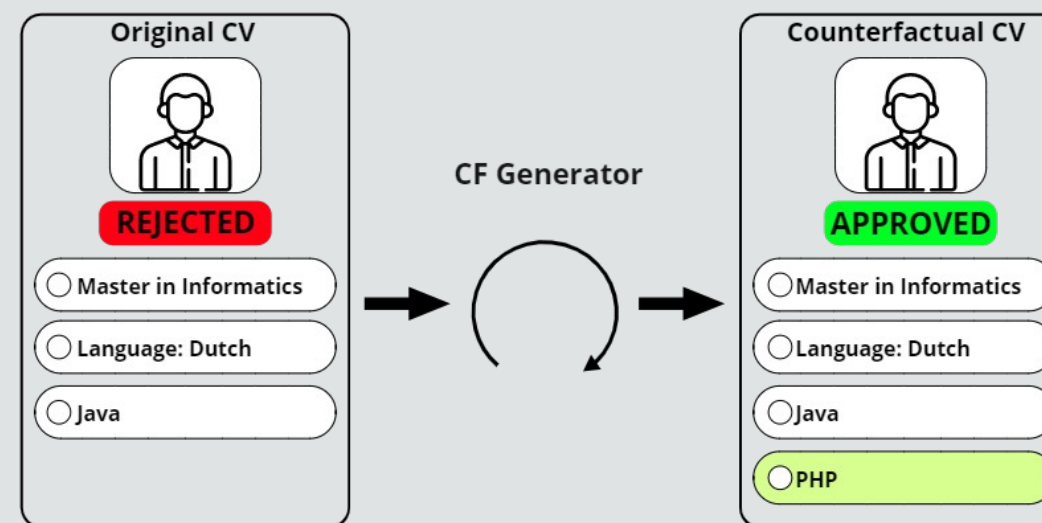 Original CV
REJECTED
Master in Informatics
Language: Dutch
Java
CF Generator
Counterfactual CV
APPROVED
Master in Informatics
Language: Dutch
Java
PHP